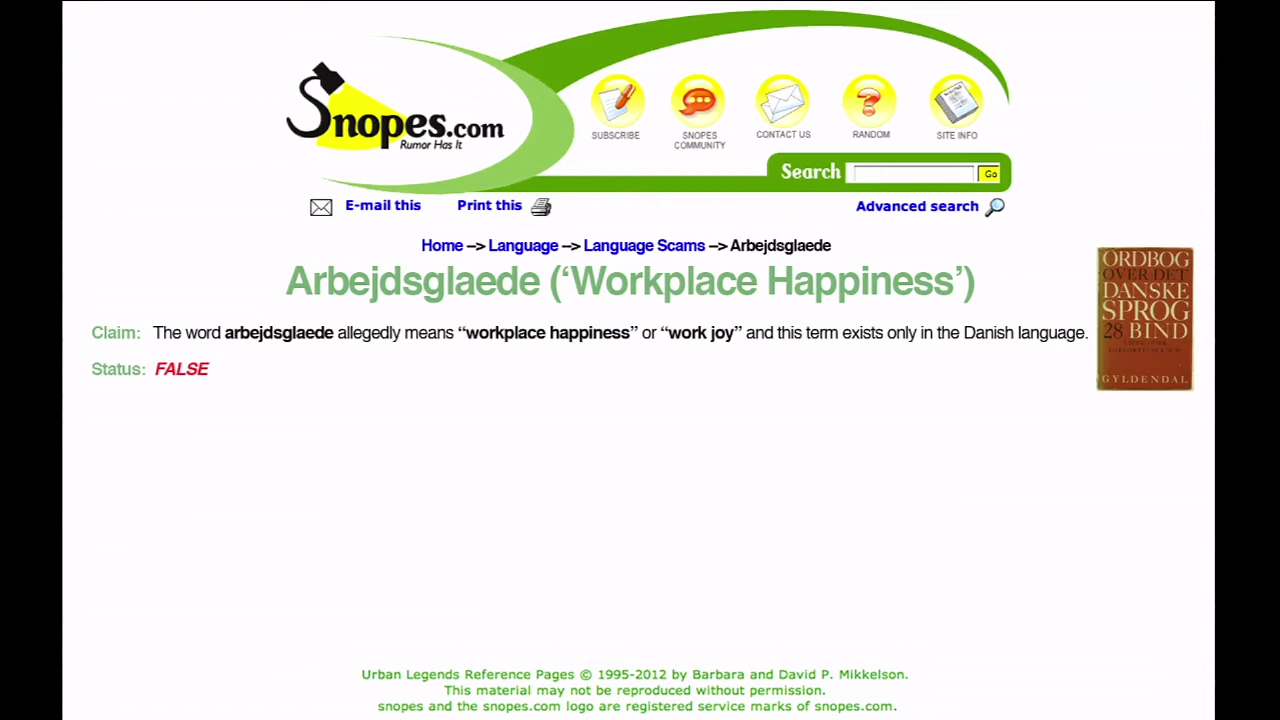 Snopes.com
Rumor Has It
SUBSCRIBE
SNOPES
COMMUNITY
CONTACT US
RANDOM
SITE INFO
Search
Go
E-mail this
Print this
Advanced search
Home --> Language --> Language Scams --> Arbejdsglaede
Arbejdsglaede (‘Workplace Happiness’)
Claim: The word arbejdsglaede allegedly means “workplace happiness” or “work joy” and this term exists only in the Danish language.
Status: FALSE
ORDBOG
OVER DET
DANSKE
SPROG
28 BIND
GYLDENDAL
Urban Legends Reference Pages © 1995-2012 by Barbara and David P. Mikkelson.
This material may not be reproduced without permission.
snopes and the snopes.com logo are registered service marks of snopes.com.